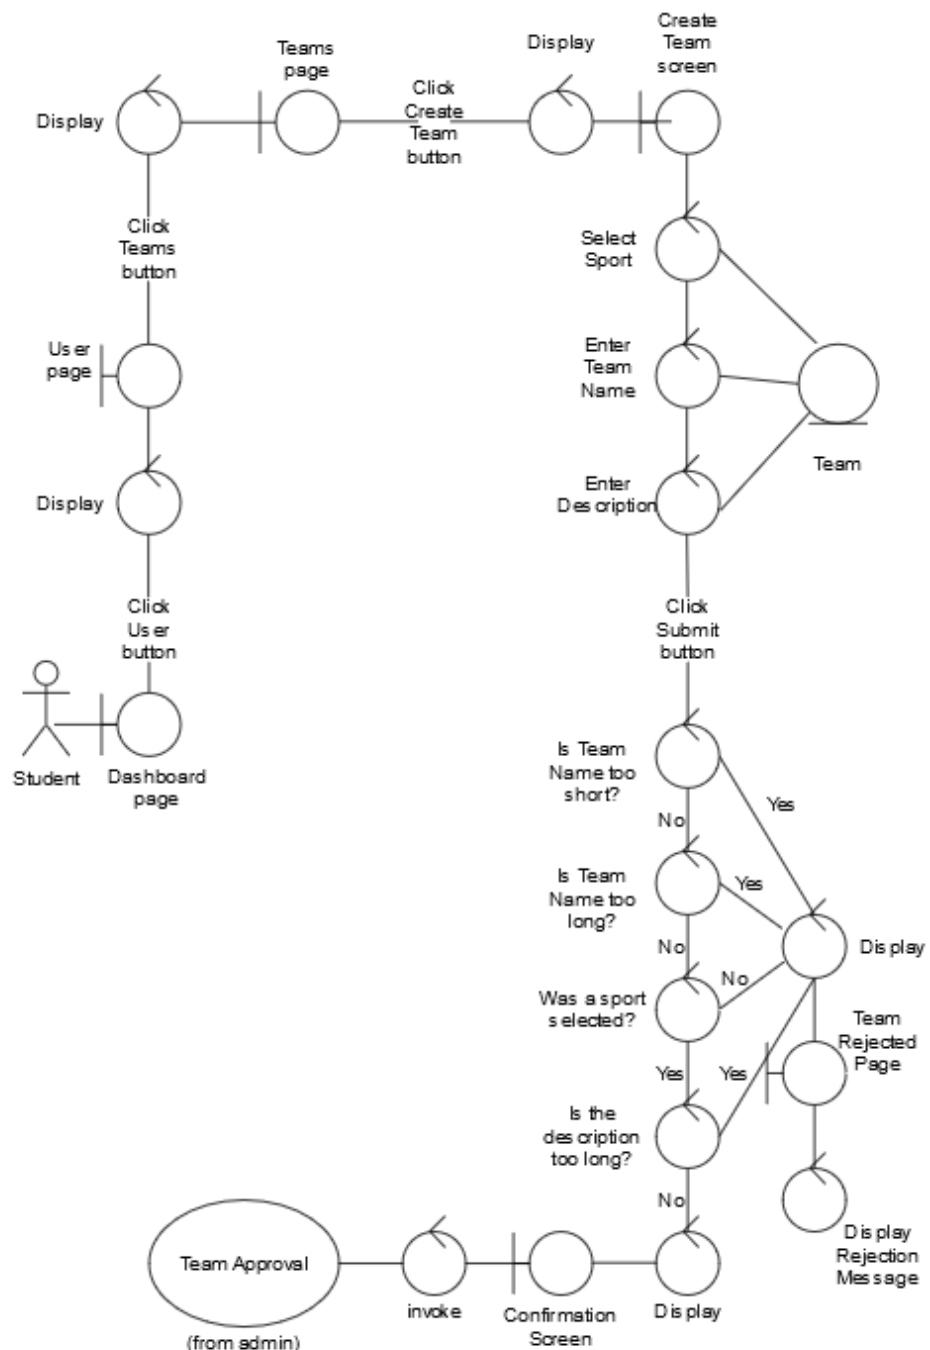 Create
Team
screen
Display
Teams
page
Click
Create
Team
button
Display
Click
Teams
button
Select
Sport
User
page
Enter
Team
Name
Team
Display
Enter
Description
Click
User
button
Click
Submit
button
Student
Dashboard
page
Is Team
Name too
short?
Yes
No
Is Team
Name too
long?
Yes
No
Display
Was a sport
selected?
No
Team
Rejected
Page
Yes
Yes
Is the
description
too long?
No
Display
Rejection
Message
Team Approval
(from admin)
invoke
Confirmation
Screen
Display